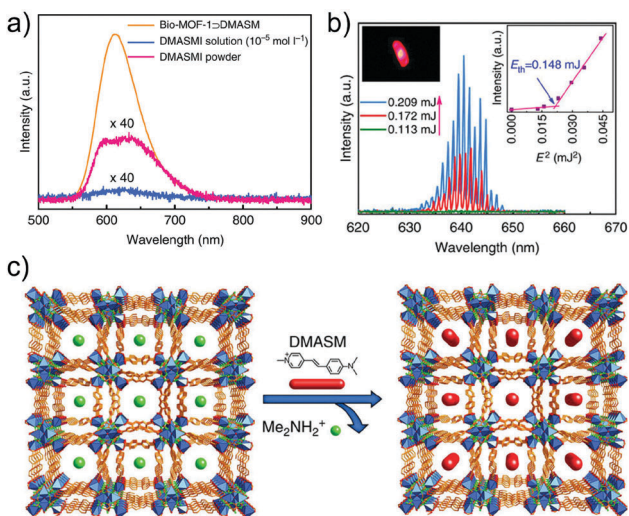 a)
Intensity (a.u.)
Bio-MOF-1⊃DMASM
DMASMI solution (10⁻⁵ mol l⁻¹)
DMASMI powder
x 40
x 40
500 600 700 800 900
Wavelength (nm)
b)
Intensity (a.u.)
0.209 mJ
0.172 mJ
0.113 mJ
Intensity (a.u.)
Eth=0.148 mJ
0.000 0.015 0.030 0.045
E² (mJ²)
620 630 640 650 660 670
Wavelength (nm)
c)
DMASM
N
+
N
Me₂NH₂⁺